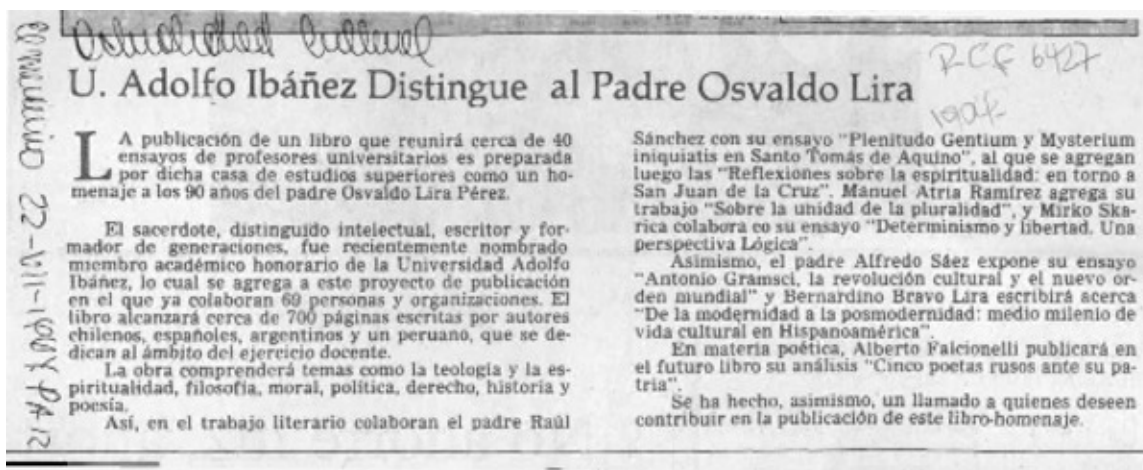 Actualidad Cultural
RCF 6427
U. Adolfo Ibáñez Distingue al Padre Osvaldo Lira
1904-
LA publicación de un libro que reunirá cerca de 40
ensayos de profesores universitarios es preparada
por dicha casa de estudios superiores como un ho-
menaje a los 90 años del padre Osvaldo Lira Pérez.
El sacerdote, distinguido intelectual, escritor y for-
mador de generaciones, fue recientemente nombrado
miembro académico honorario de la Universidad Adolfo
Ibáñez, lo cual se agrega a este proyecto de publicación
en el que ya colaboran 69 personas y organizaciones. El
libro alcanzará cerca de 700 páginas escritas por autores
chilenos, españoles, argentinos y un peruano, que se de-
dican al ámbito del ejercicio docente.
La obra comprenderá temas como la teología y la es-
piritualidad, filosofía, moral, política, derecho, historia y
poesía.
Así, en el trabajo literario colaboran el padre Raúl
Sánchez con su ensayo "Plenitudo Gentium y Mysterium
iniquiatis en Santo Tomás de Aquino", al que se agregan
luego las "Reflexiones sobre la espiritualidad: en torno a
San Juan de la Cruz". Manuel Atria Ramírez agrega su
trabajo "Sobre la unidad de la pluralidad", y Mirko Ska-
rica colabora co su ensayo "Determinismo y libertad. Una
perspectiva Lógica".
Asimismo, el padre Alfredo Sáez expone su ensayo
"Antonio Gramsci, la revolución cultural y el nuevo or-
den mundial" y Bernardino Bravo Lira escribirá acerca
"De la modernidad a la posmodernidad: medio milenio de
vida cultural en Hispanoamérica".
En materia poética, Alberto Falcionelli publicará en
el futuro libro su análisis "Cinco poetas rusos ante su pa-
tria".
Se ha hecho, asimismo, un llamado a quienes deseen
contribuir en la publicación de este libro-homenaje.